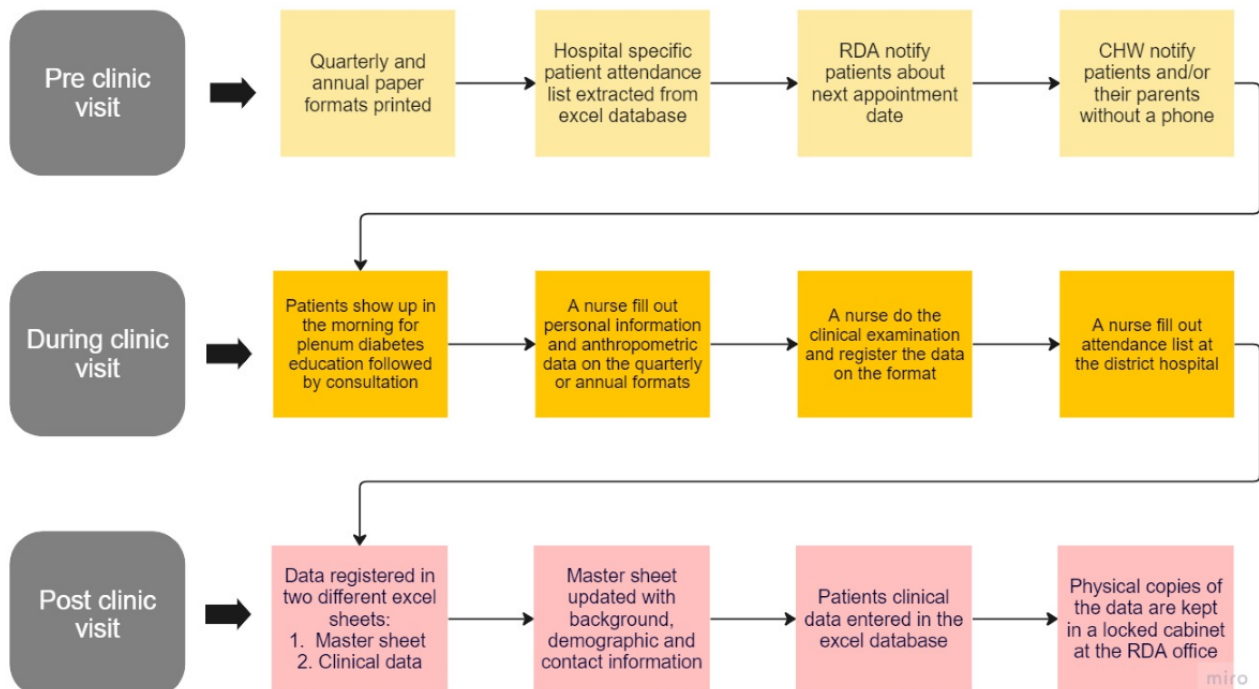 Pre clinic
visit
Quarterly and
annual paper
formats printed
Hospital specific
patient attendance
list extracted from
excel database
RDA notify
patients about
next appointment
date
CHW notify
patients and/or
their parents
without a phone
During clinic
visit
Patients show up in
the morning for
plenum diabetes
education followed
by consultation
A nurse fill out
personal information
and anthropometric
data on the quarterly
or annual formats
A nurse do the
clinical examination
and register the data
on the format
A nurse fill out
attendance list at
the district hospital
Post clinic
visit
Data registered in
two different excel
sheets:
1. Master sheet
2. Clinical data
Master sheet
updated with
background,
demographic and
contact information
Patients clinical
data entered in the
excel database
Physical copies of
the data are kept
in a locked cabinet
at the RDA office
miro